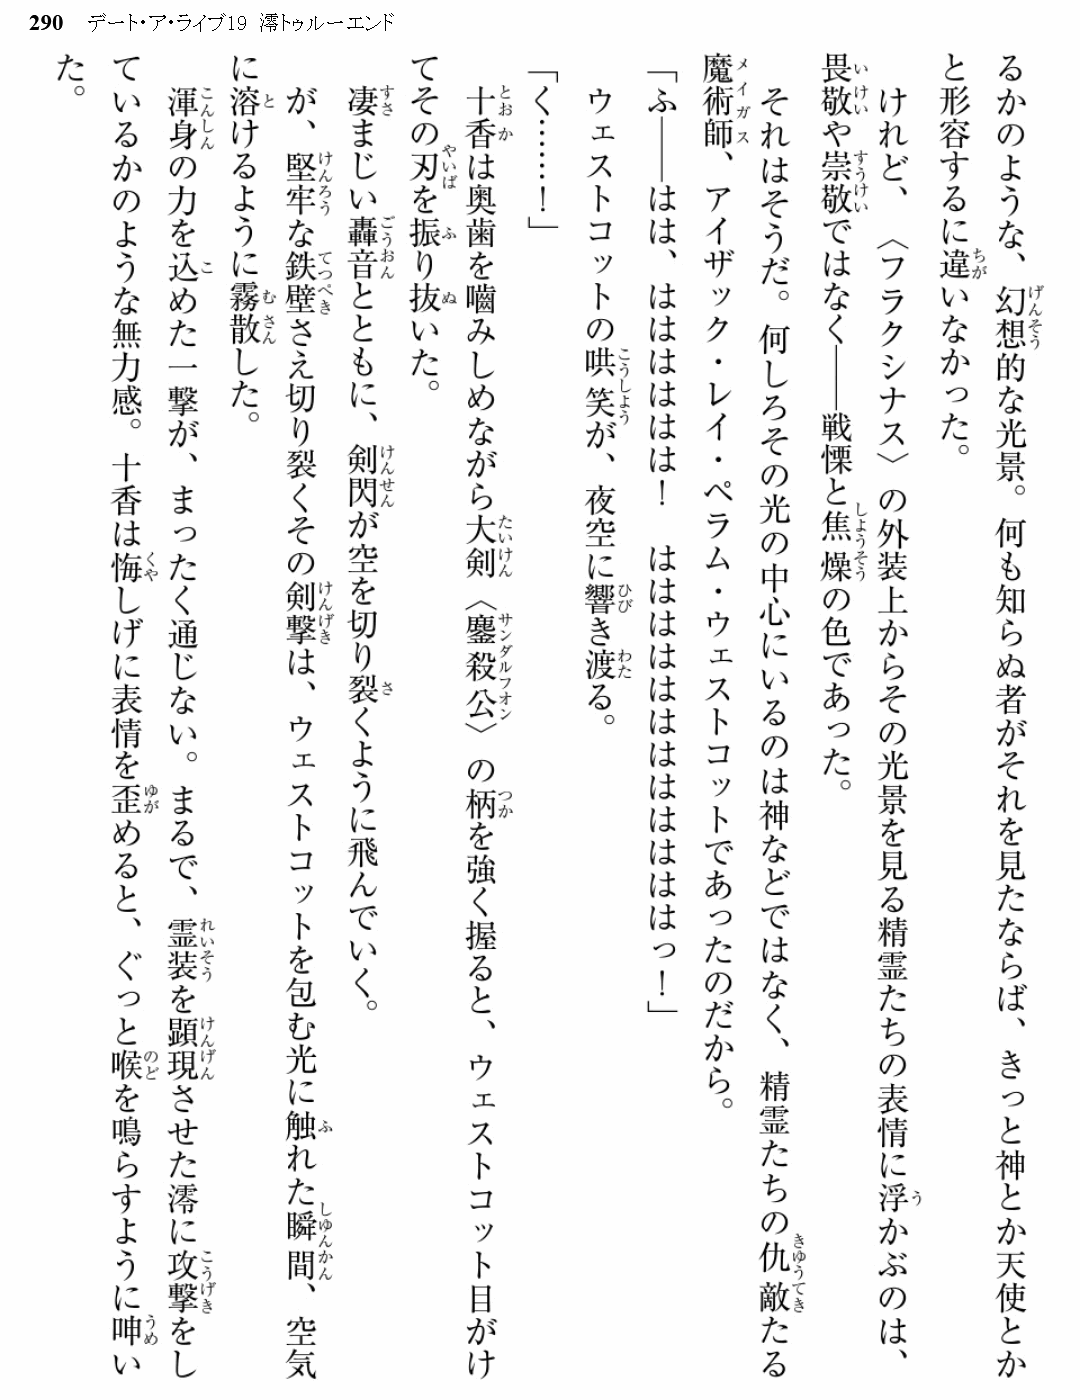 290 デート・ア・ライブ19 澪トゥルーエンド
るかのような、幻想的な光景。何も知らぬ者がそれを見たならば、きっと神とか天使とか
と形容するに違いなかった。
けれど、〈フラクシナス〉の外装上からその光景を見る精霊たちの表情に浮かぶのは、
畏敬や崇敬ではなく――戦慄と焦燥の色であった。
それはそうだ。何しろその光の中心にいるのは神などではなく、精霊たちの仇敵たる
魔術師、アイザック・レイ・ペラム・ウェストコットであったのだから。
「ふ――はは、はははははは！　はははははははははははははっ！」
ウェストコットの哄笑が、夜空に響き渡る。
「く……！」
十香は奥歯を嚙みしめながら大剣〈鏖殺公〉の柄を強く握ると、ウェストコット目がけ
てその刃を振り抜いた。
凄まじい轟音とともに、剣閃が空を切り裂くように飛んでいく。
が、堅牢な鉄壁さえ切り裂くその剣撃は、ウェストコットを包む光に触れた瞬間、空気
に溶けるように霧散した。
渾身の力を込めた一撃が、まったく通じない。まるで、霊装を顕現させた澪に攻撃をし
ているかのような無力感。十香は悔しげに表情を歪めると、ぐっと喉を鳴らすように呻い
た。